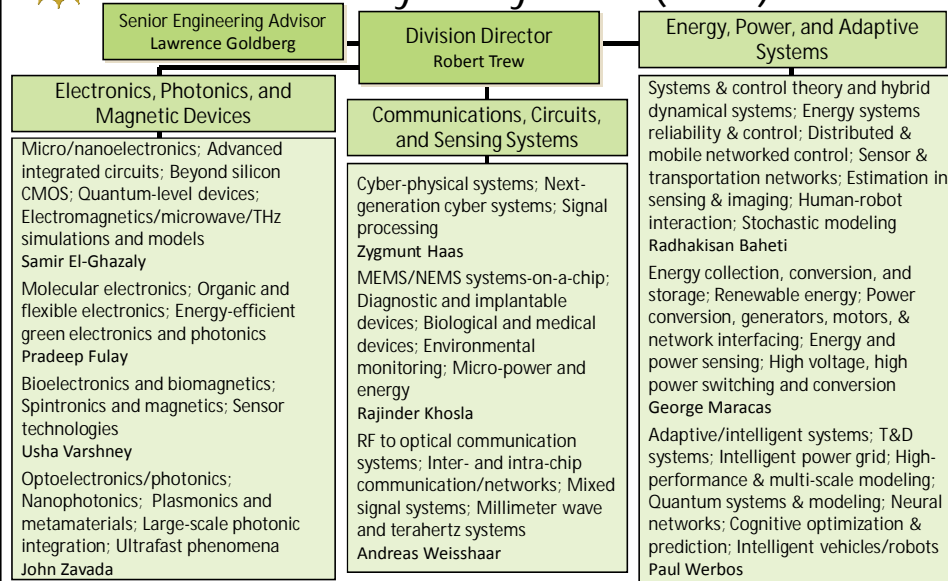 Senior Engineering Advisor
Lawrence Goldberg
Division Director
Robert Trew
Energy, Power, and Adaptive
Systems
Electronics, Photonics, and
Magnetic Devices
Micro/nanoelectronics; Advanced
integrated circuits; Beyond silicon
CMOS; Quantum-level devices;
Electromagnetics/microwave/THz
simulations and models
Samir El-Ghazaly
Molecular electronics; Organic and
flexible electronics; Energy-efficient
green electronics and photonics
Pradeep Fulay
Bioelectronics and biomagnetics;
Spintronics and magnetics; Sensor
technologies
Usha Varshney
Optoelectronics/photonics;
Nanophotonics; Plasmonics and
metamaterials; Large-scale photonic
integration; Ultrafast phenomena
John Zavada
Communications, Circuits,
and Sensing Systems
Cyber-physical systems; Next-
generation cyber systems; Signal
processing
Zygmunt Haas
MEMS/NEMS systems-on-a-chip;
Diagnostic and implantable
devices; Biological and medical
devices; Environmental
monitoring; Micro-power and
energy
Rajinder Khosla
RF to optical communication
systems; Inter- and intra-chip
communication/networks; Mixed
signal systems; Millimeter wave
and terahertz systems
Andreas Weisshaar
Systems & control theory and hybrid
dynamical systems; Energy systems
reliability & control; Distributed &
mobile networked control; Sensor &
transportation networks; Estimation in
sensing & imaging; Human-robot
interaction; Stochastic modeling
Radhakisan Baheti
Energy collection, conversion, and
storage; Renewable energy; Power
conversion, generators, motors, &
network interfacing; Energy and
power sensing; High voltage, high
power switching and conversion
George Maracas
Adaptive/intelligent systems; T&D
systems; Intelligent power grid; High-
performance & multi-scale modeling;
Quantum systems & modeling; Neural
networks; Cognitive optimization &
prediction; Intelligent vehicles/robots
Paul Werbos